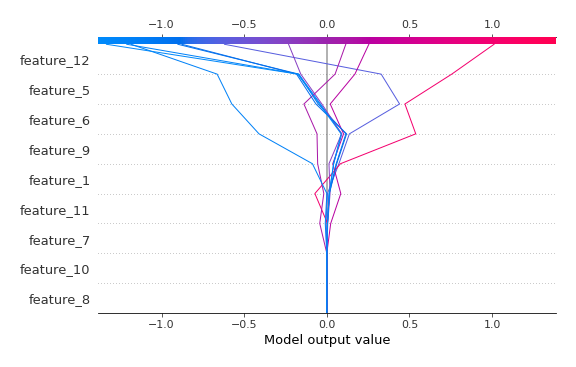 −1.0 −0.5 0.0 0.5 1.0
feature_12
feature_5
feature_6
feature_9
feature_1
feature_11
feature_7
feature_10
feature_8
−1.0 −0.5 0.0 0.5 1.0
Model output value